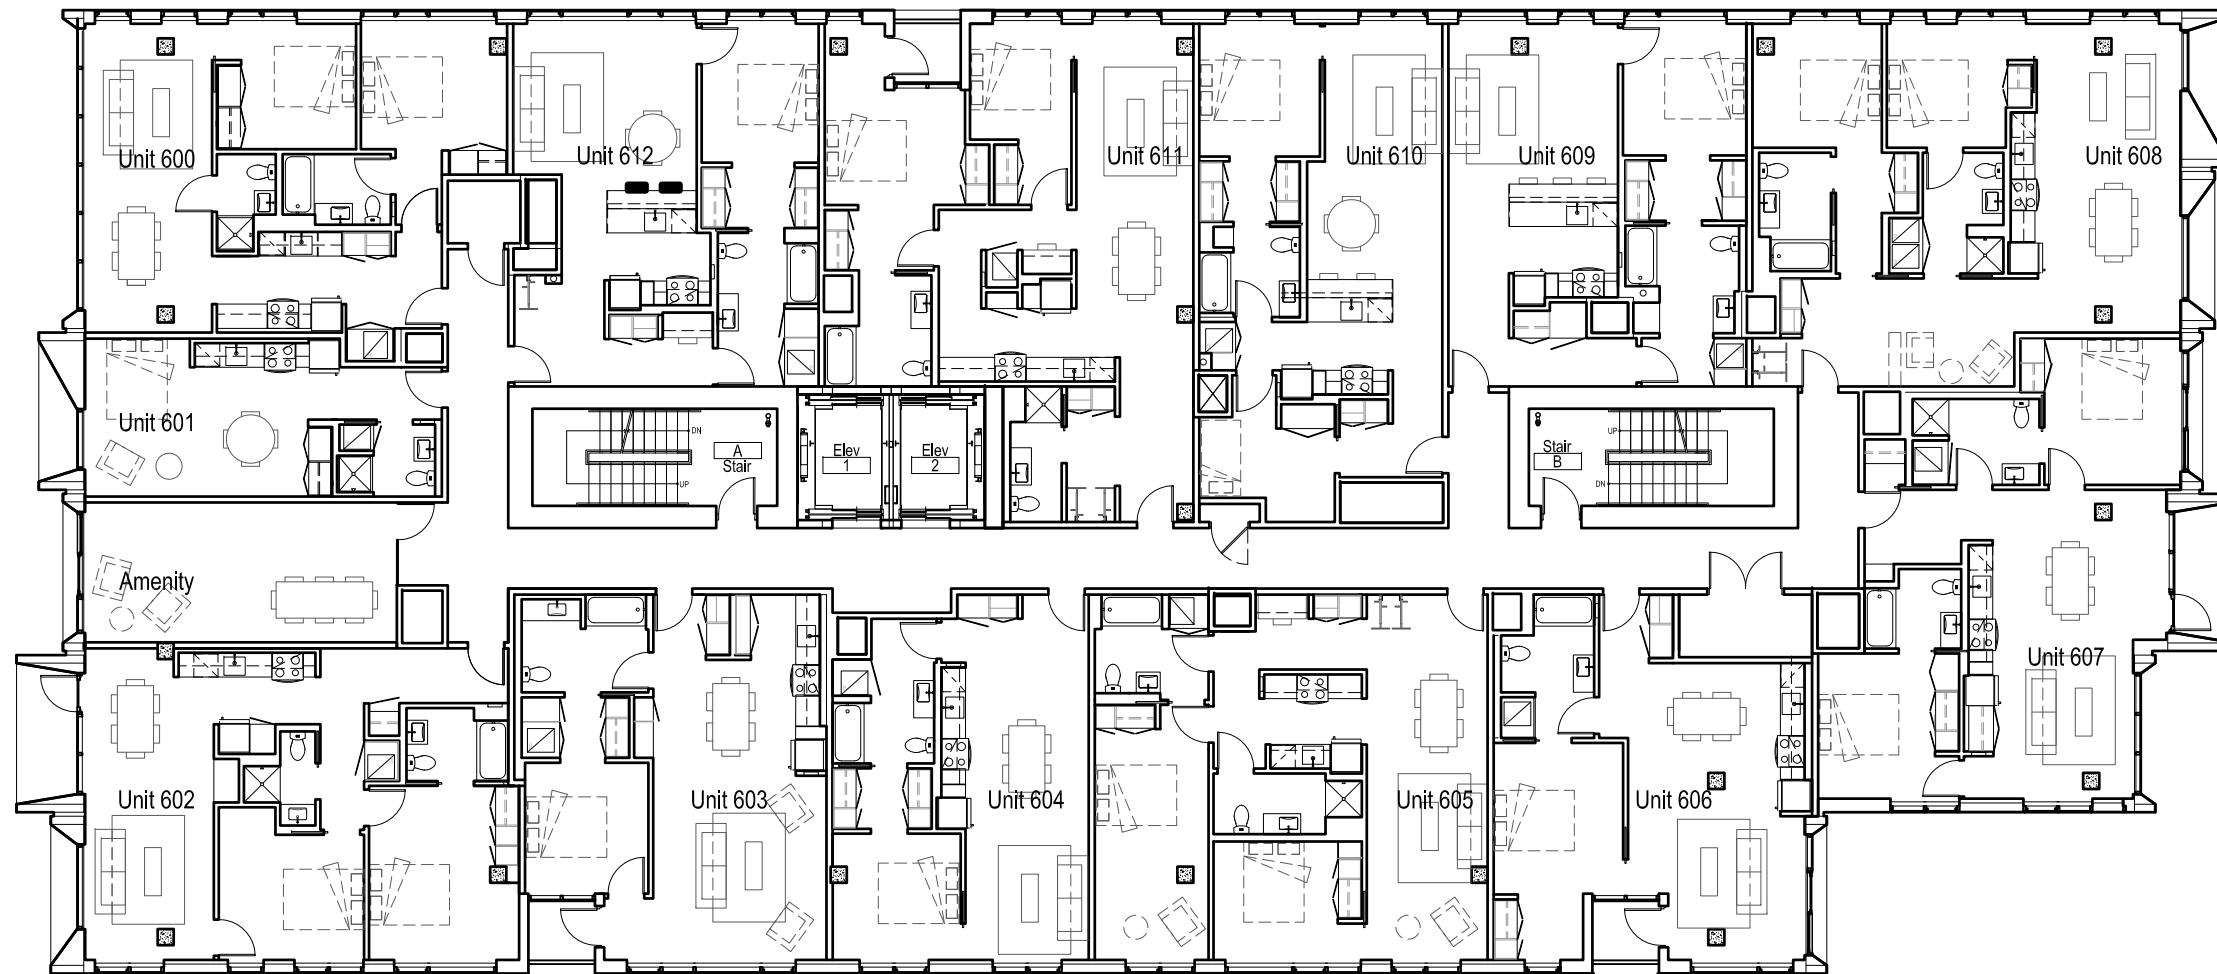 Unit 600
Unit 612
Unit 611
Unit 610
Unit 609
Unit 608
Unit 601
DN
UP
A
Stair
Elev
1
Elev
2
Stair
B
UP
DN
Amenity
Unit 607
Unit 602
Unit 603
Unit 604
Unit 605
Unit 606